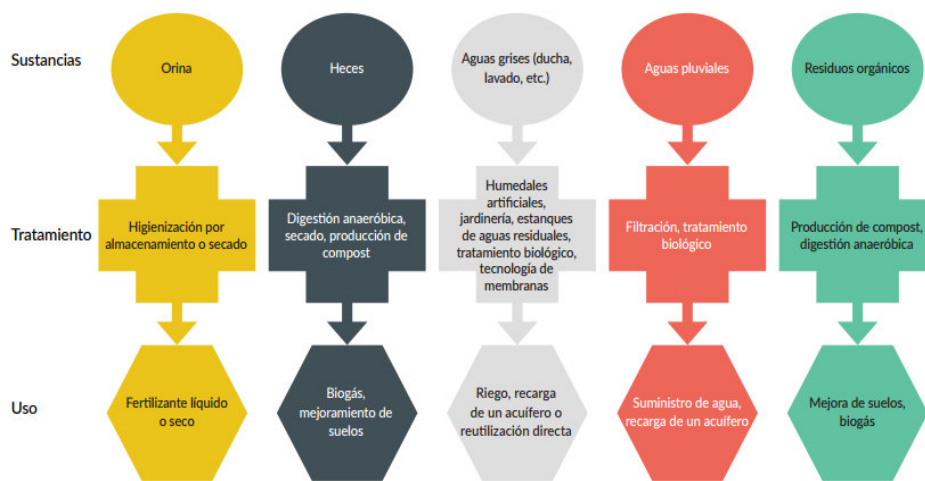 Sustancias
Orina
Heces
Aguas grises (ducha,
lavado, etc.)
Aguas pluviales
Residuos orgánicos
Tratamiento
Higienización por
almacenamiento o secado
Digestión anaeróbica,
secado, producción de
compost
Humedales
artificiales,
jardinería, estanques
de aguas residuales,
tratamiento biológico,
tecnología de
membranas
Filtración, tratamiento
biológico
Producción de compost,
digestión anaeróbica
Uso
Fertilizante líquido
o seco
Biogás,
mejoramiento de
suelos
Riego, recarga
de un acuífero o
reutilización directa
Suministro de agua,
recarga de un acuífero
Mejora de suelos,
biogás